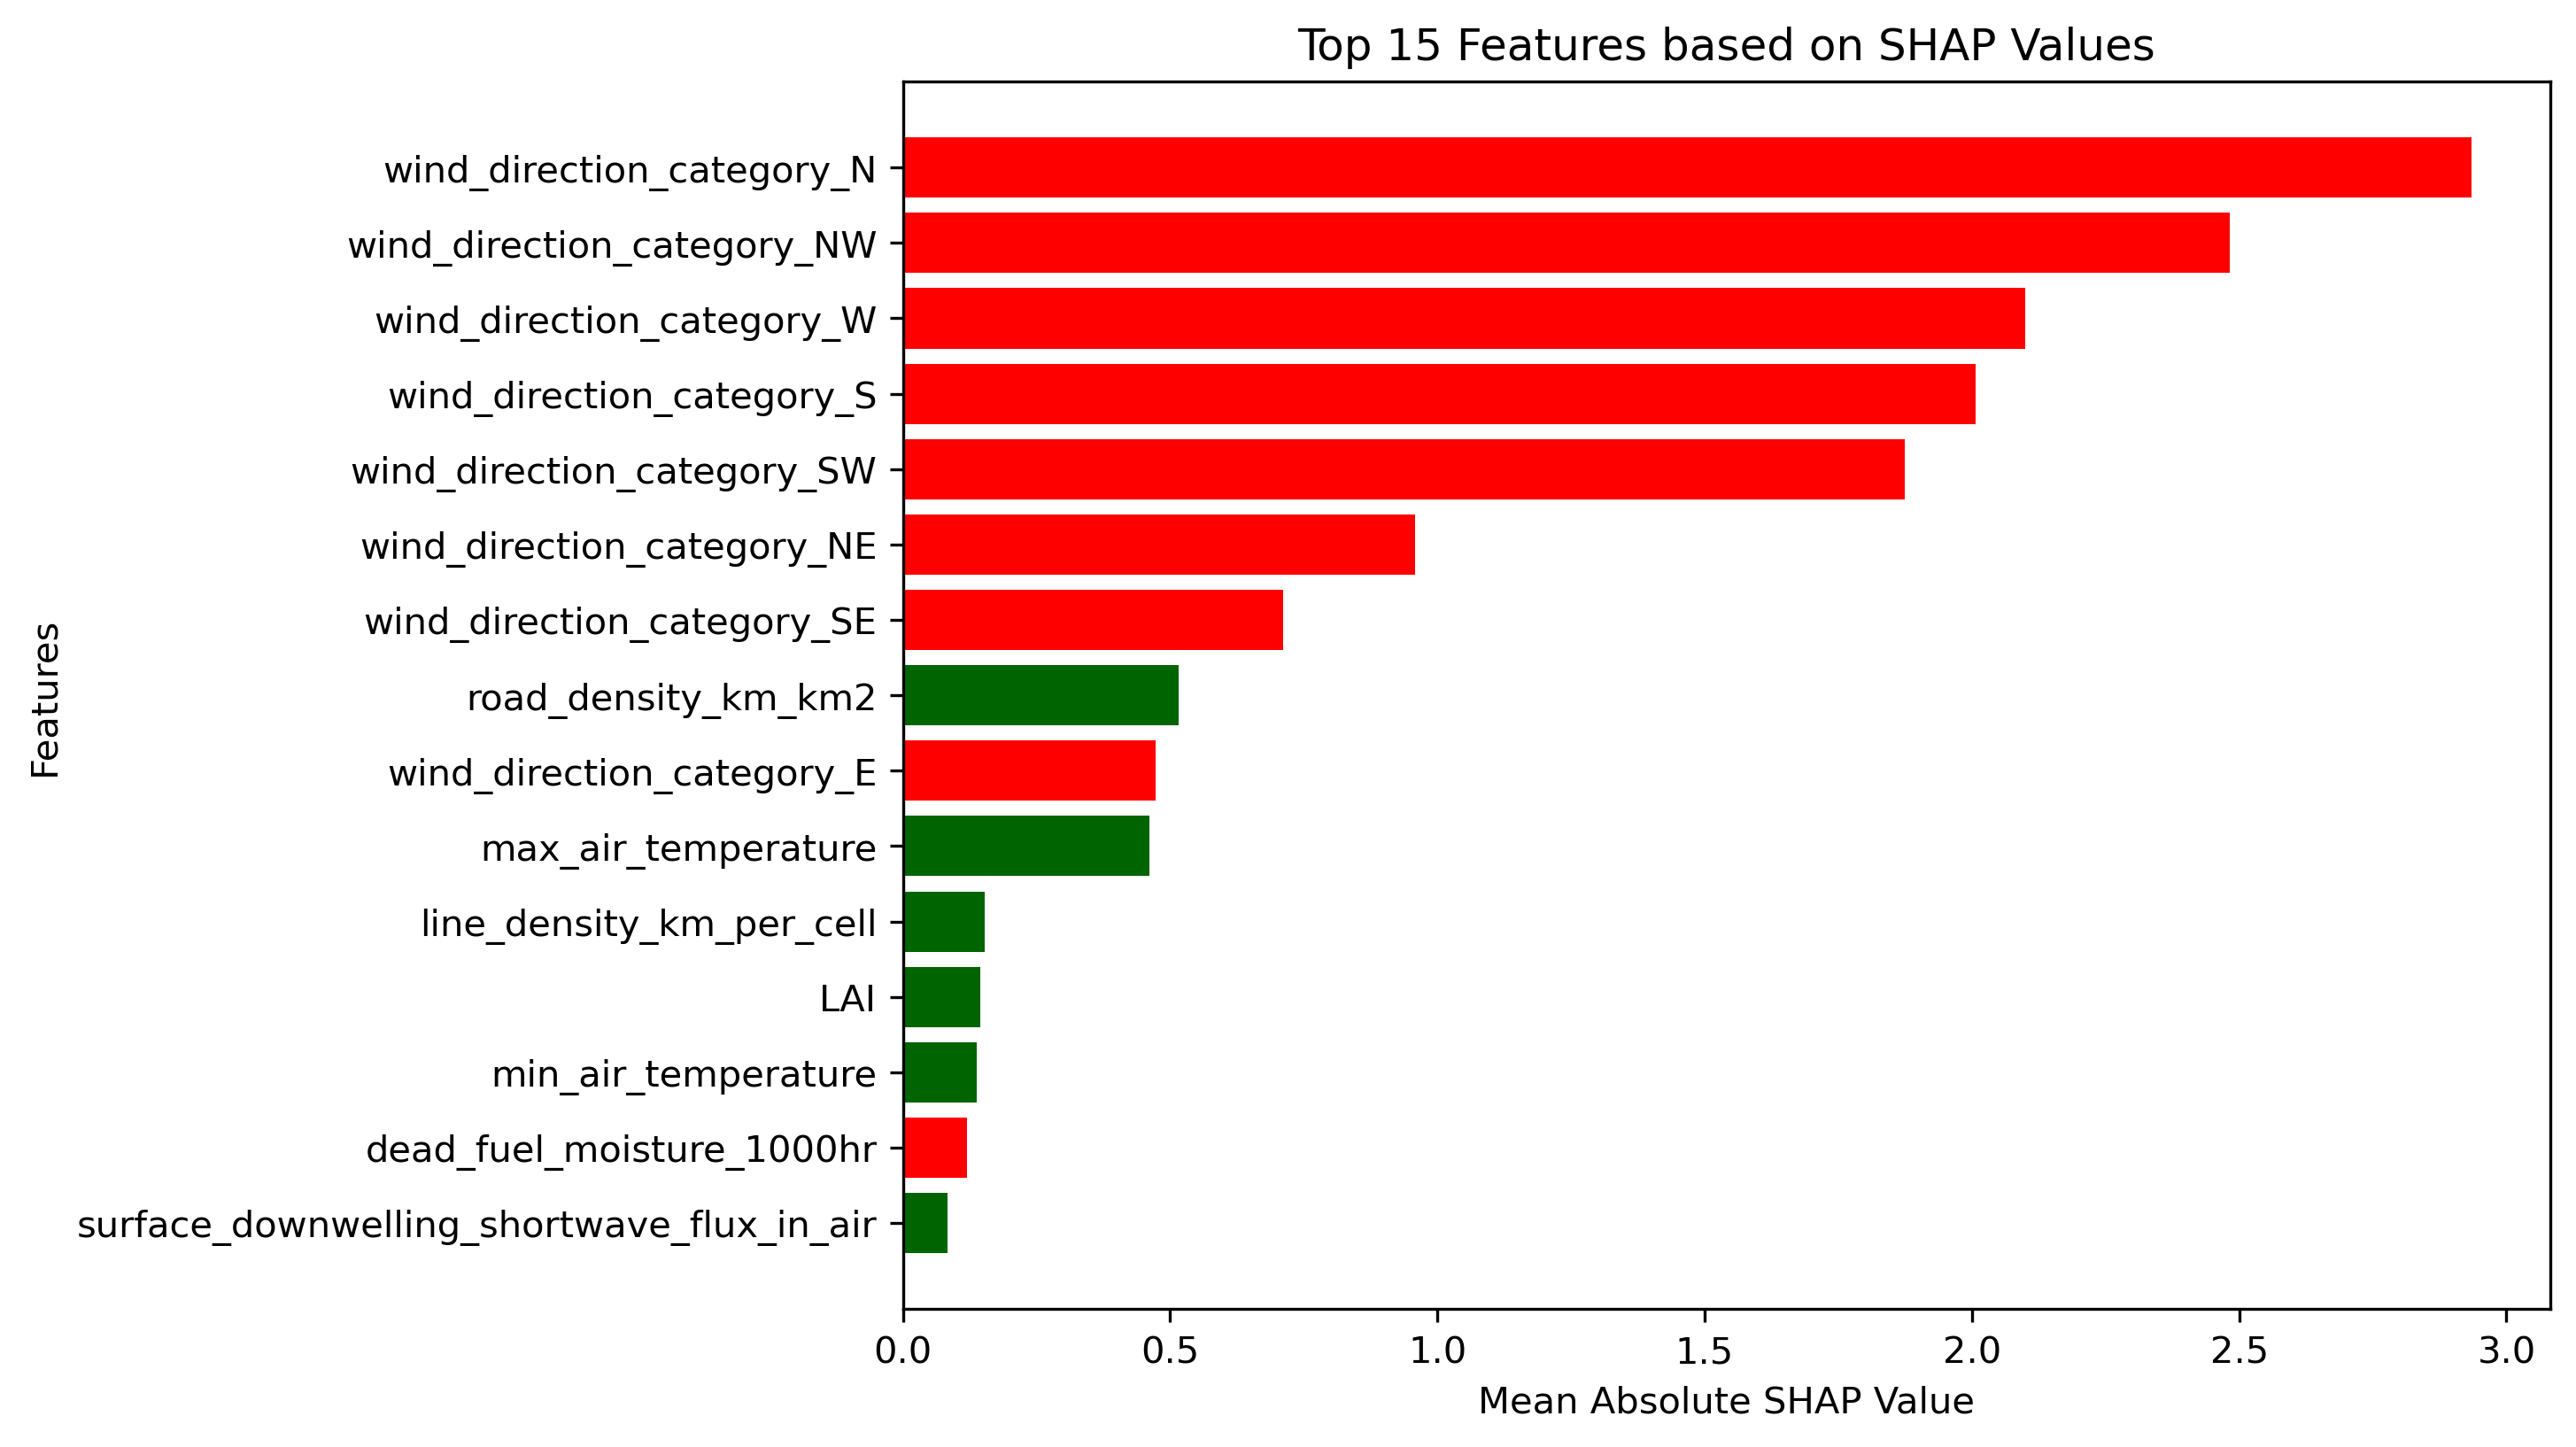 Top 15 Features based on SHAP Values
Features
wind_direction_category_N
wind_direction_category_NW
wind_direction_category_W
wind_direction_category_S
wind_direction_category_SW
wind_direction_category_NE
wind_direction_category_SE
road_density_km_km2
wind_direction_category_E
max_air_temperature
line_density_km_per_cell
LAI
min_air_temperature
dead_fuel_moisture_1000hr
surface_downwelling_shortwave_flux_in_air
0.0 0.5 1.0 1.5 2.0 2.5 3.0
Mean Absolute SHAP Value